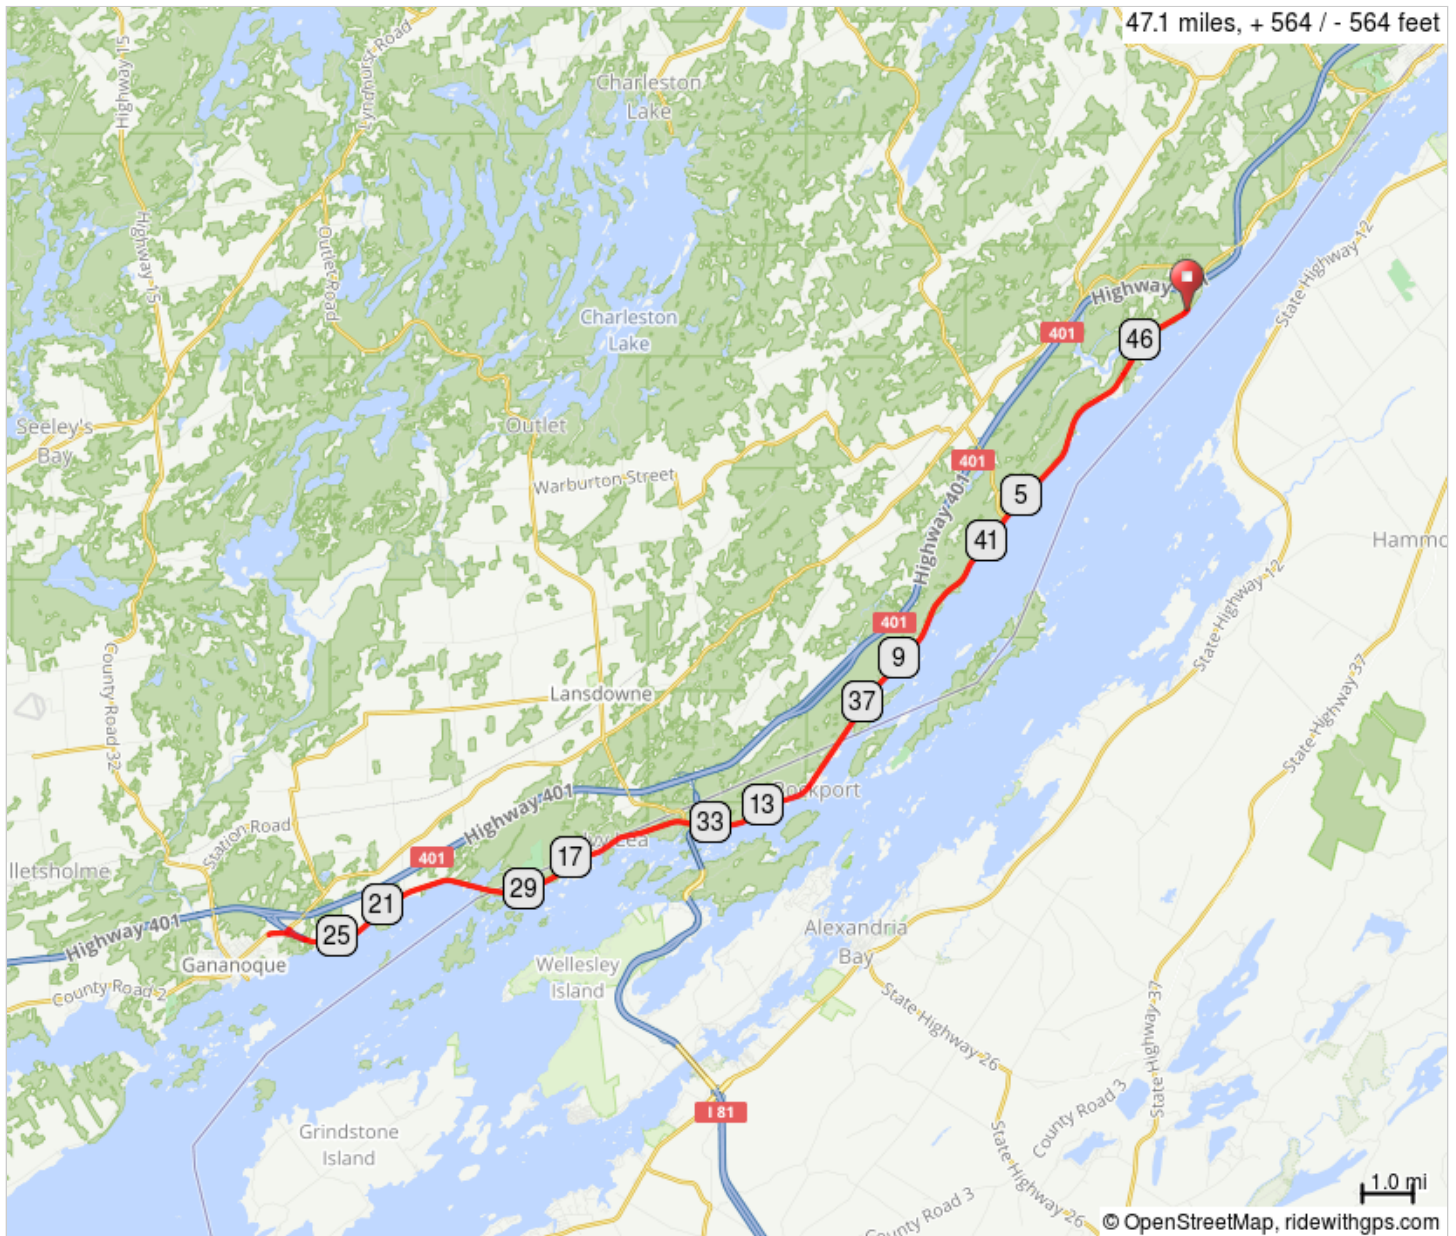 47.1 miles, + 564 / - 564 feet
Highway 15
Lyndhurst Road
Charleston
Lake
Highway 15
Outlet Road
State Highway 12
Highway
401
46
Charleston
Lake
Seeley's
Bay
Outlet
401
Warburton Street
5
Highway 401
41
Hammo
State Highway 12
401
9
County Road 32
Lansdowne
37
State Highway 37
Highway 401
13
33
Station Road
17
401
lletsholme
29
21
25
Highway 401
Gananoque
Alexandria
Bay
Wellesley
Island
County Road 2
State Highway 26
State Highway 37
I 81
County Road 3
Grindstone
Island
State Highway 26
1.0 mi
County Road 3
© OpenStreetMap, ridewithgps.com